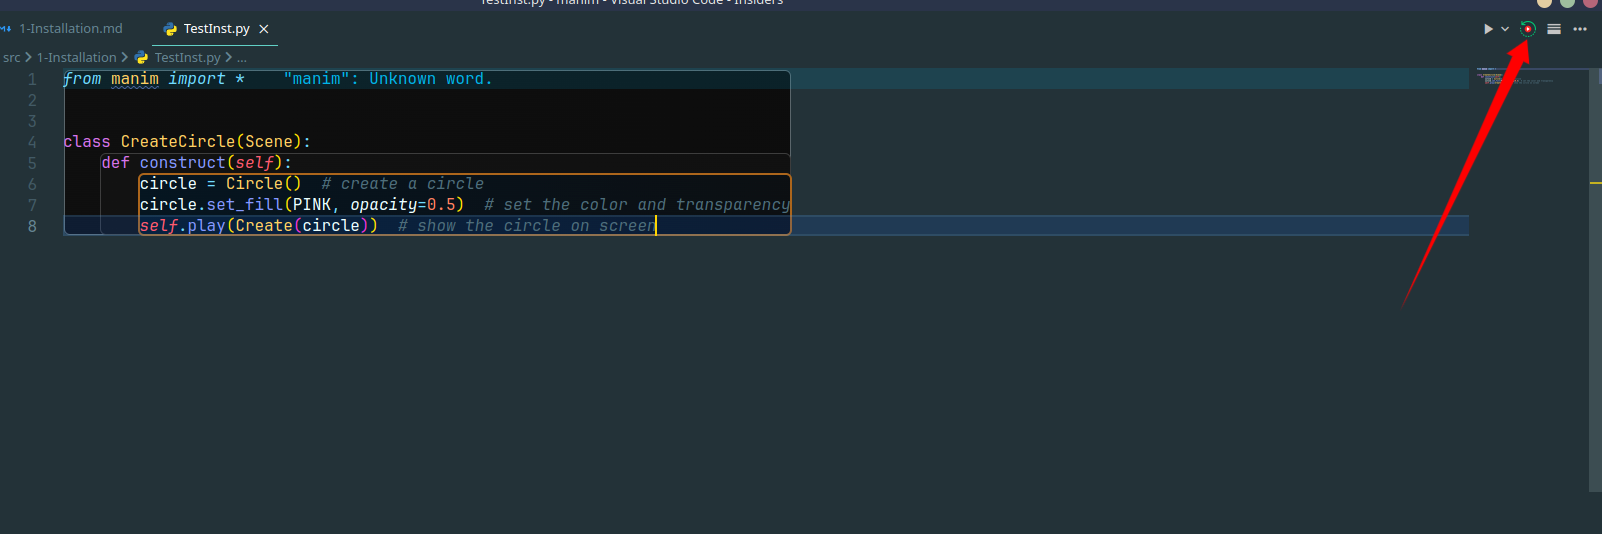 TestInst.py - manim - Visual Studio Code - Insiders
1-Installation.md TestInst.py
src > 1-Installation > TestInst.py > ...
1 from manim import * "manim": Unknown word.
2
3
4 class CreateCircle(Scene):
5 def construct(self):
6 circle = Circle() # create a circle
7 circle.set_fill(PINK, opacity=0.5) # set the color and transparency
8 self.play(Create(circle)) # show the circle on screen